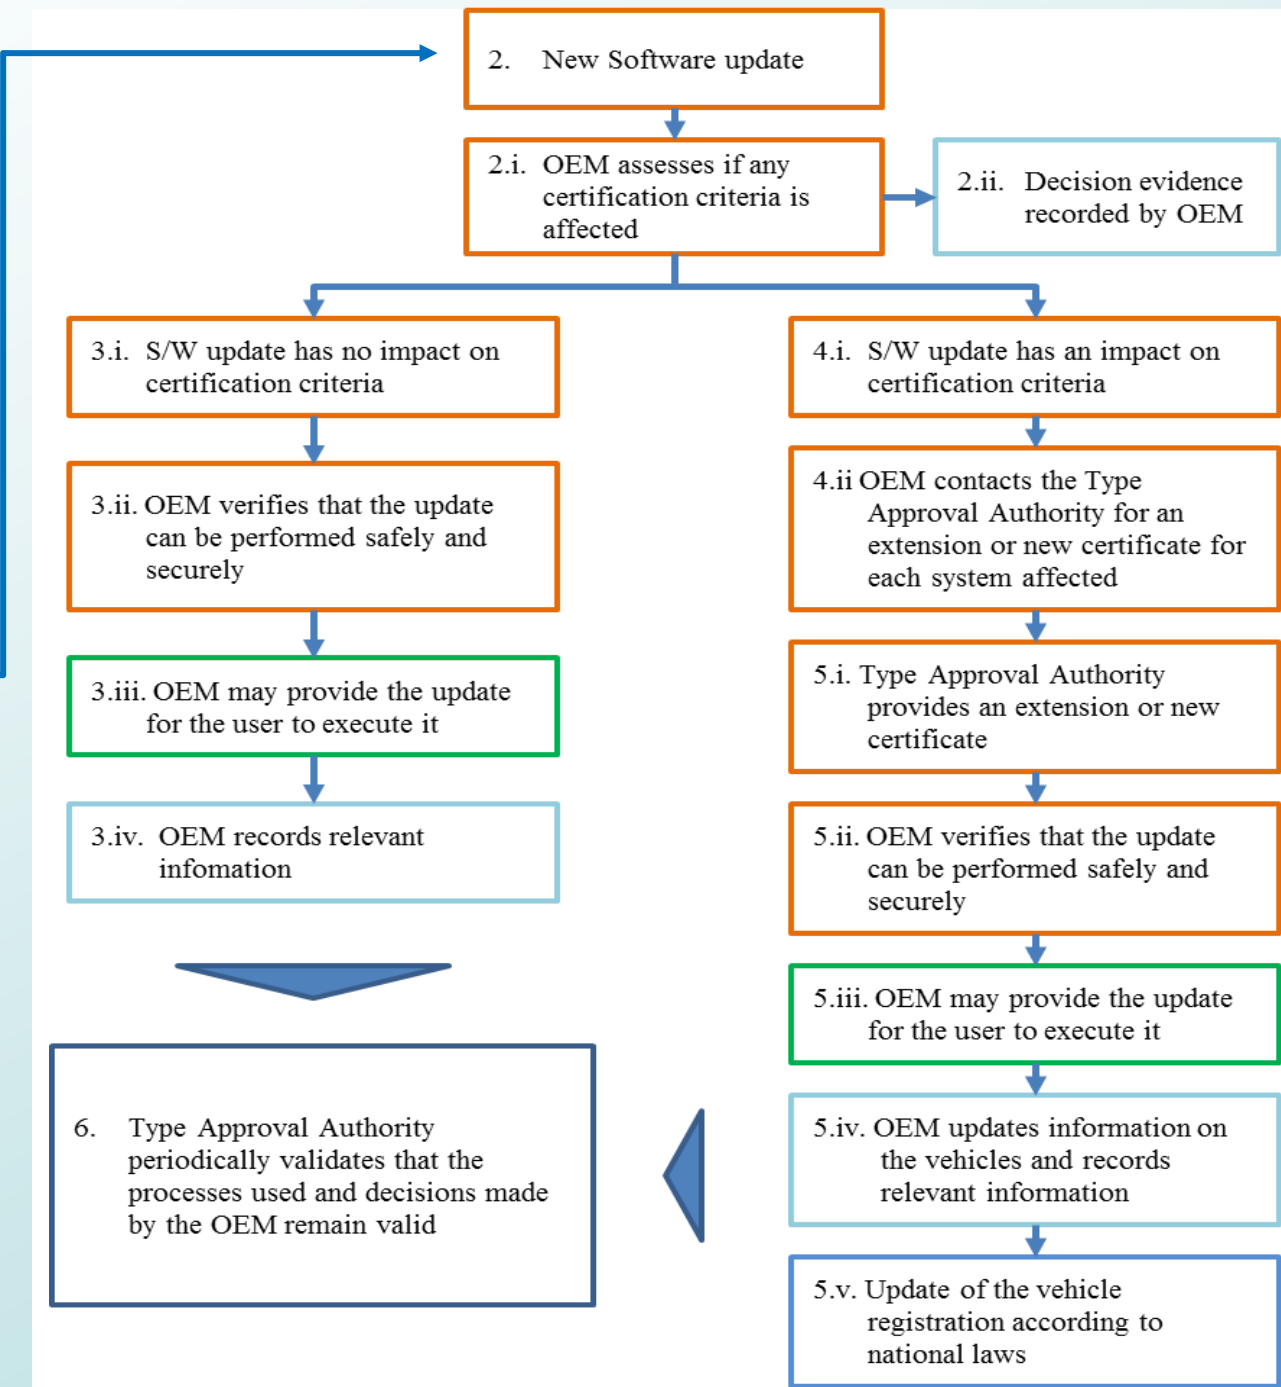 2. New Software update
2.i. OEM assesses if any
certification criteria is
affected
2.ii. Decision evidence
recorded by OEM
3.i. S/W update has no impact on
certification criteria
3.ii. OEM verifies that the update
can be performed safely and
securely
3.iii. OEM may provide the update
for the user to execute it
3.iv. OEM records relevant
infomation
4.i. S/W update has an impact on
certification criteria
4.ii OEM contacts the Type
Approval Authority for an
extension or new certificate for
each system affected
5.i. Type Approval Authority
provides an extension or new
certificate
5.ii. OEM verifies that the update
can be performed safely and
securely
5.iii. OEM may provide the update
for the user to execute it
5.iv. OEM updates information on
the vehicles and records
relevant information
5.v. Update of the vehicle
registration according to
national laws
6. Type Approval Authority
periodically validates that the
processes used and decisions made
by the OEM remain valid